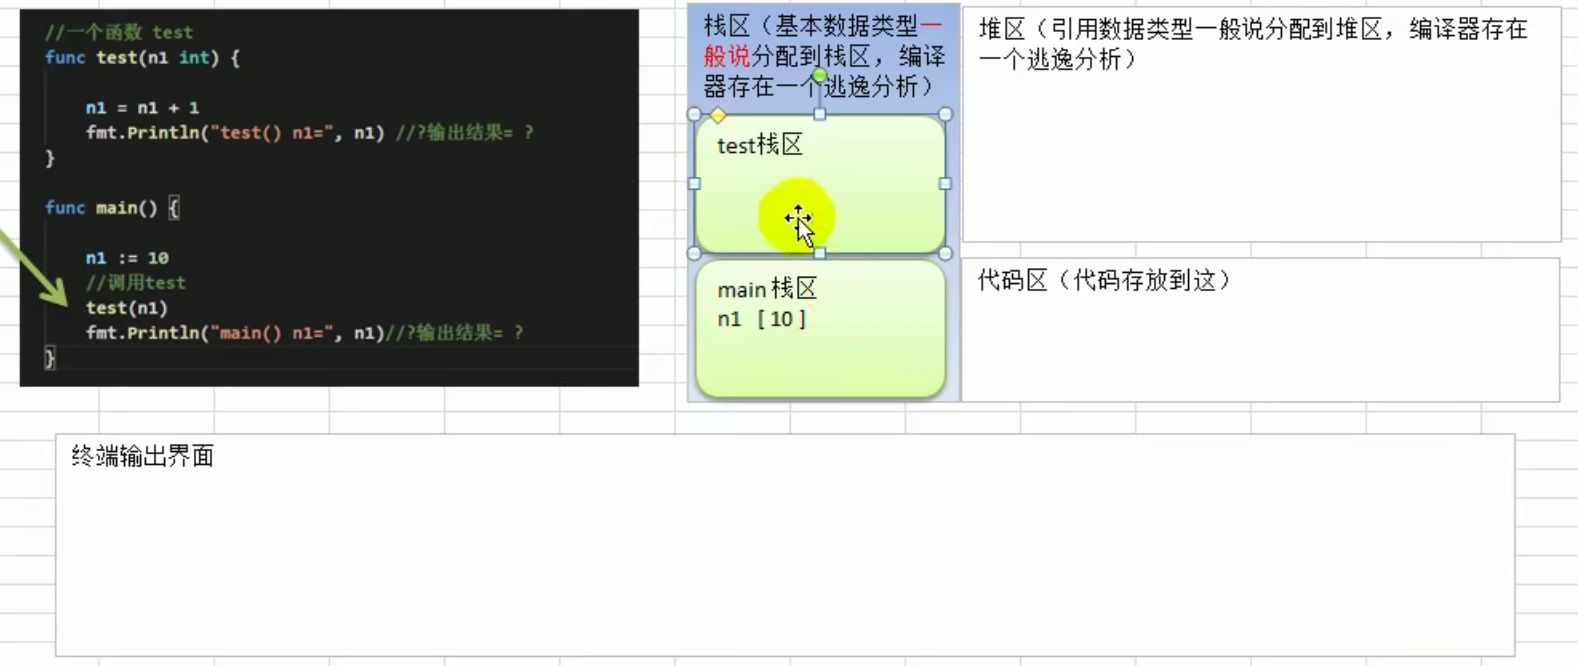 //一个函数 test
func test(n1 int) {
n1 = n1 + 1
fmt.Println("test() n1=", n1) //?输出结果= ?
}
func main() {
n1 := 10
//调用test
test(n1)
fmt.Println("main() n1=", n1)//?输出结果= ?
}
栈区（基本数据类型一
般说分配到栈区，编译
器存在一个逃逸分析）
test栈区
main 栈区
n1 [ 10 ]
堆区（引用数据类型一般说分配到堆区，编译器存在
一个逃逸分析）
代码区（代码存放到这）
终端输出界面